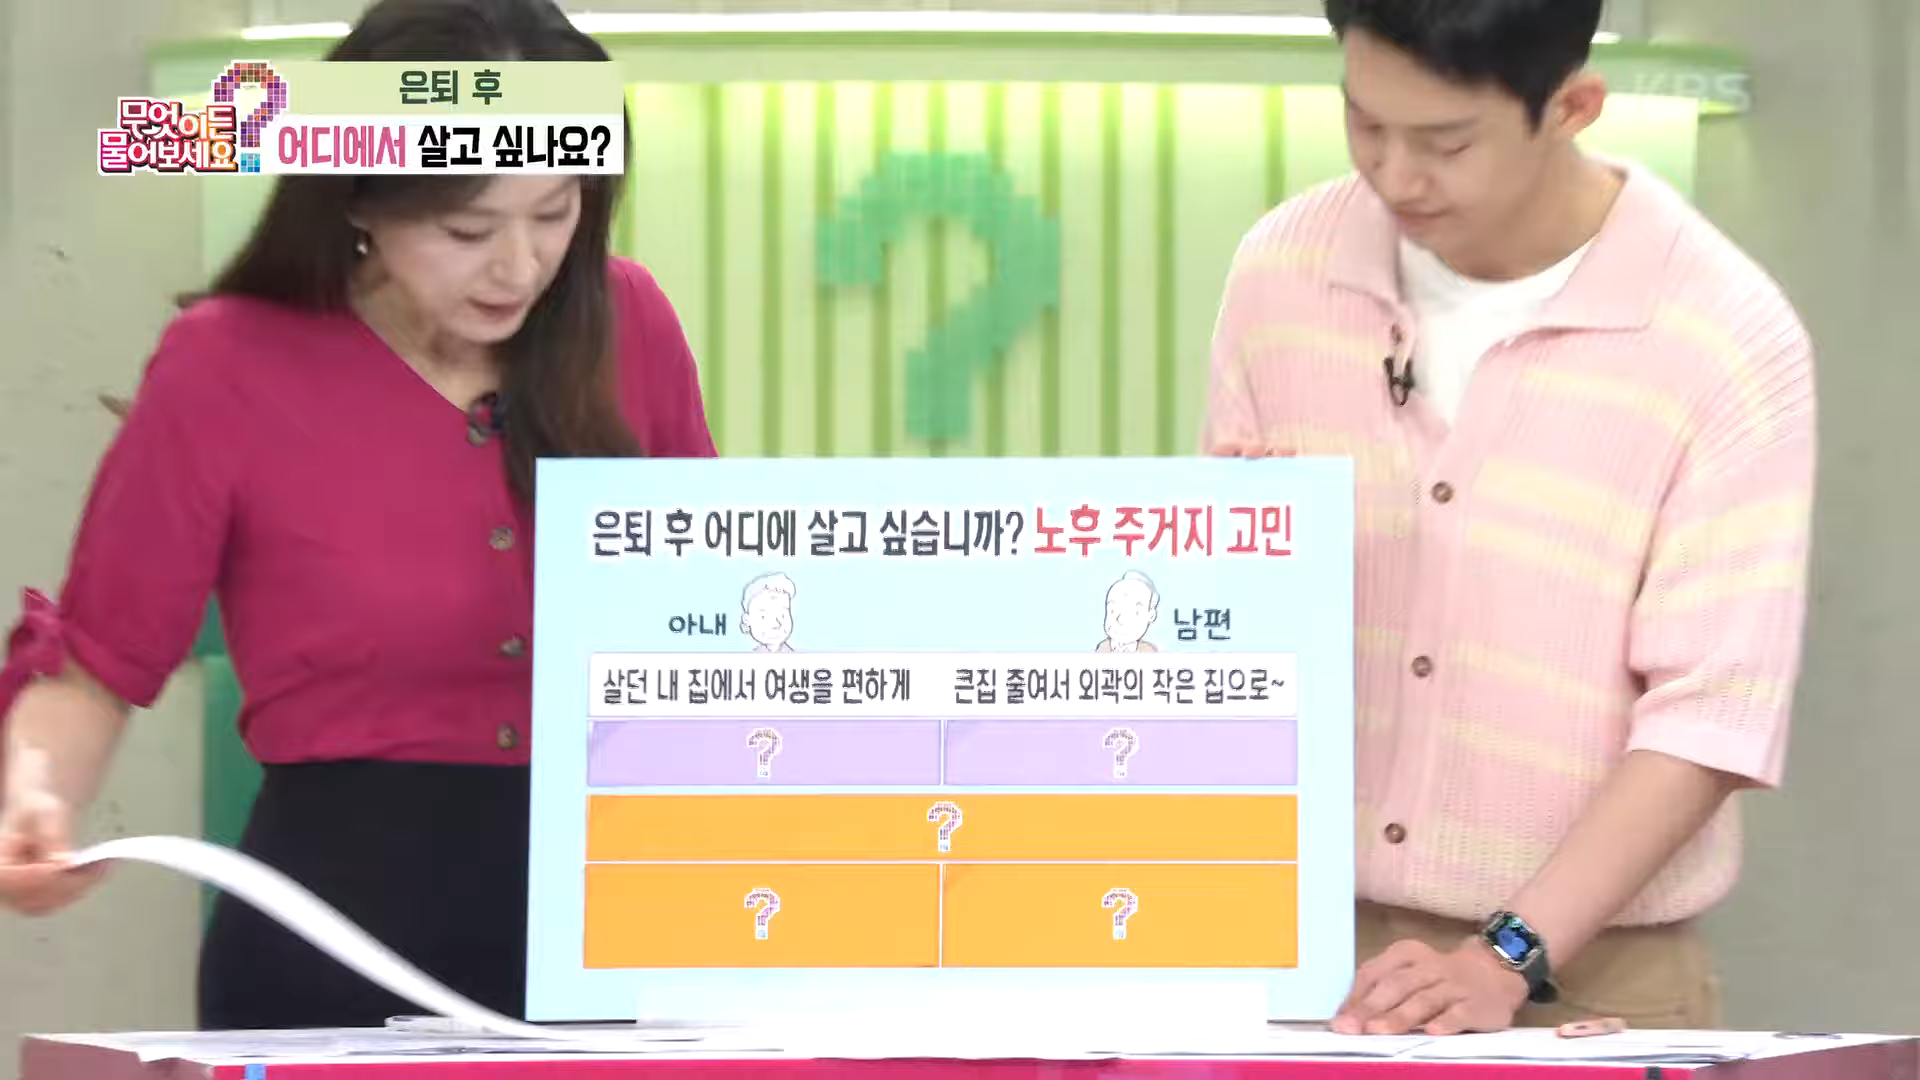 은퇴 후
무엇이든
물어보세요
어디에서 살고 싶나요?
KBS
은퇴 후 어디에 살고 싶습니까? 노후 주거지 고민
아내
남편
살던 내 집에서 여생을 편하게
큰집 줄여서 외곽의 작은 집으로~
?
?
?
?
?